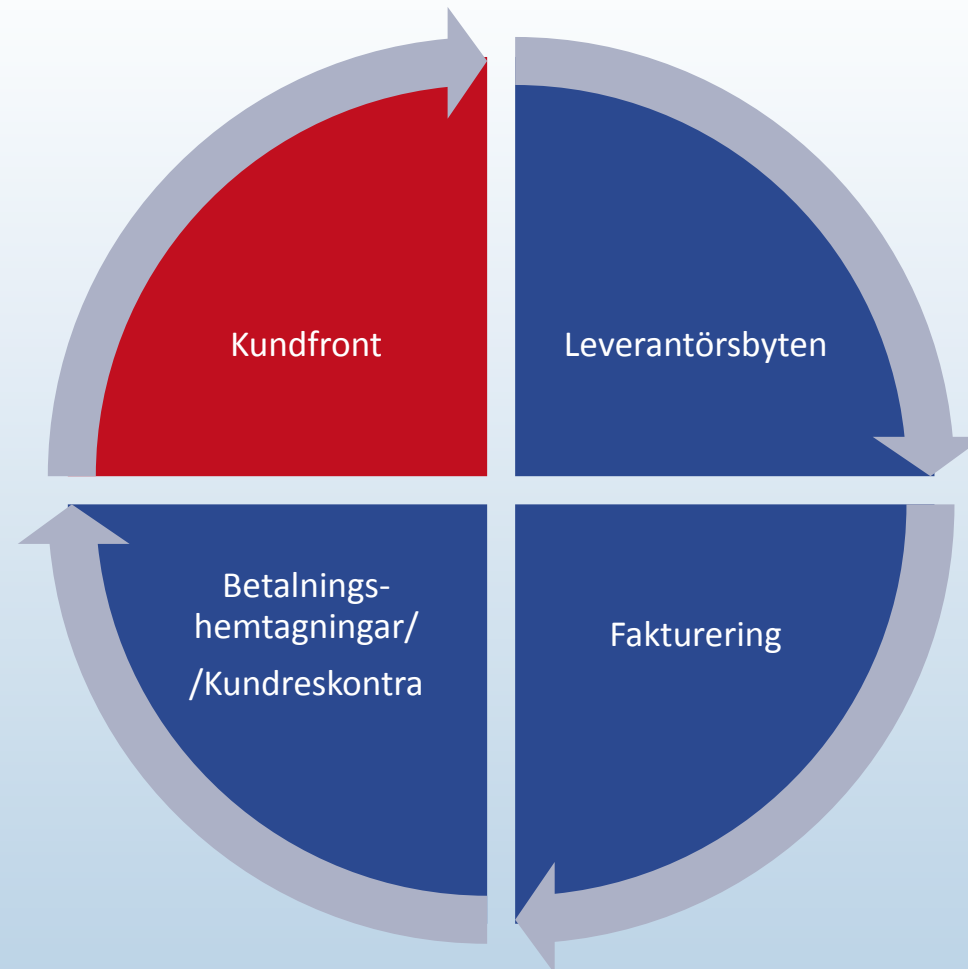 Kundfront
Leverantörsbyten
Betalnings-
hemtagningar/
/Kundreskontra
Fakturering